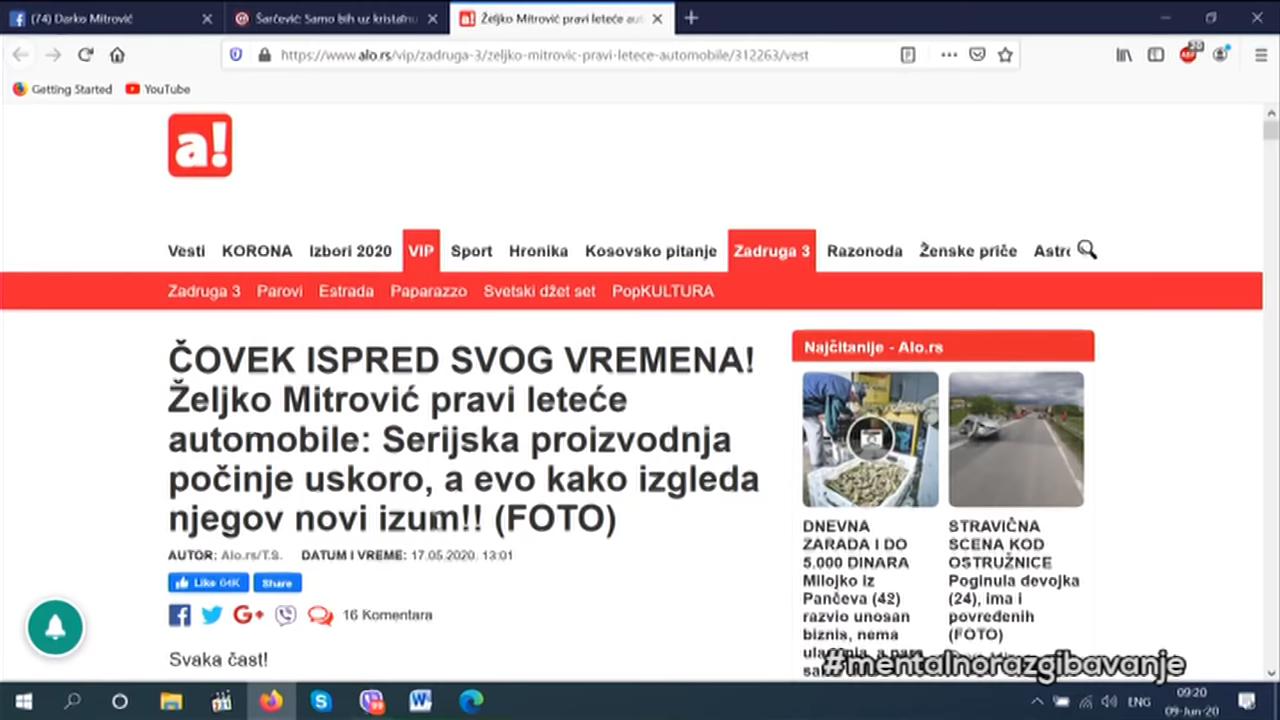 (74) Darko Mitrović
Šarčević: Samo bih uz kristalnu
Željko Mitrović pravi leteće aut
https://www.alo.rs/vip/zadruga-3/zeljko-mitrovic-pravi-letece-automobile/312263/vest
Getting Started
YouTube
a!
Vesti KORONA Izbori 2020 VIP Sport Hronika Kosovsko pitanje Zadruga 3 Razonoda Ženske priče Astro
Zadruga 3 Parovi Estrada Paparazzo Svetski džet set PopKULTURA
ČOVEK ISPRED SVOG VREMENA!
Željko Mitrović pravi leteće
automobile: Serijska proizvodnja
počinje uskoro, a evo kako izgleda
njegov novi izum!! (FOTO)
AUTOR: Alo.rs/T.S. DATUM I VREME: 17.05.2020. 13:01
Like 64K Share
16 Komentara
Svaka čast!
Najčitanije - Alo.rs
DNEVNA
ZARADA I DO
5.000 DINARA
Milojko iz
Pančeva (42)
razvio unosan
biznis, nema
STRAVIČNA
SCENA KOD
OSTRUŽNICE
Poginula devojka
(24), ima i
povređenih
(FOTO)
#mentalnorazgibavanje
ENG
09:20
09-Jun-20